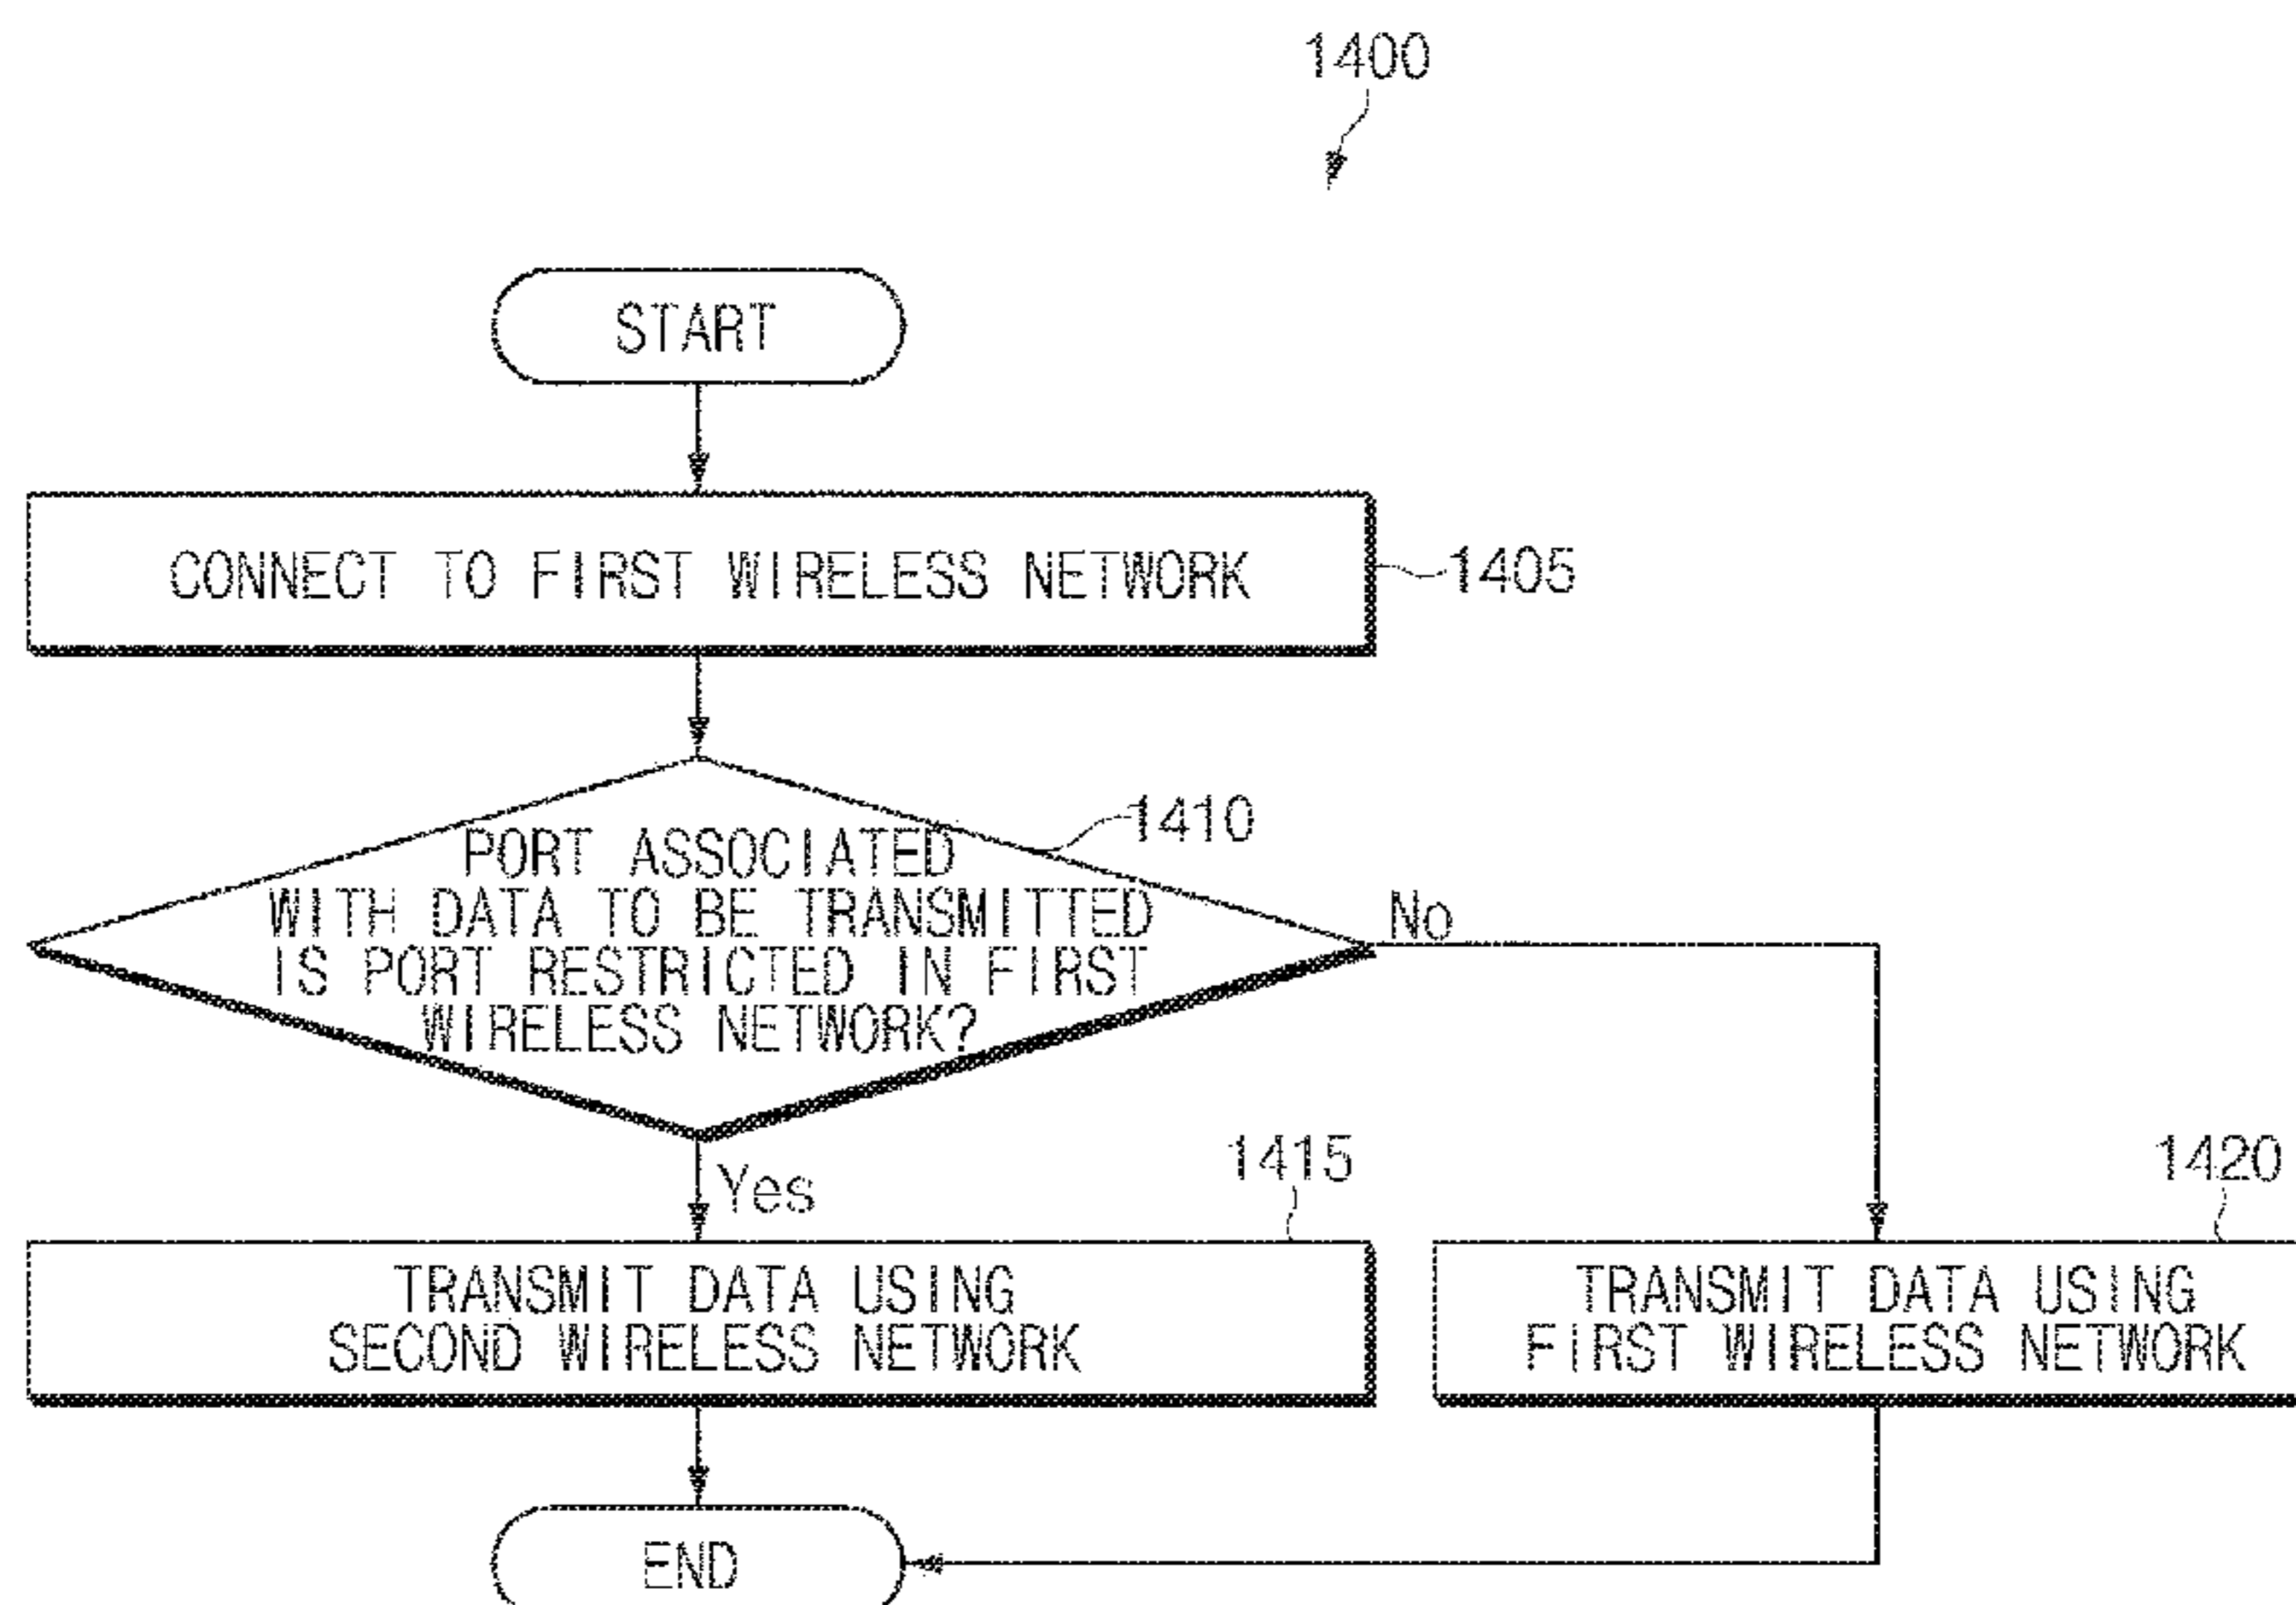 1400
START
CONNECT TO FIRST WIRELESS NETWORK
1405
PORT ASSOCIATED
WITH DATA TO BE TRANSMITTED
IS PORT RESTRICTED IN FIRST
WIRELESS NETWORK?
1410
No
Yes
1415
TRANSMIT DATA USING
SECOND WIRELESS NETWORK
1420
TRANSMIT DATA USING
FIRST WIRELESS NETWORK
END